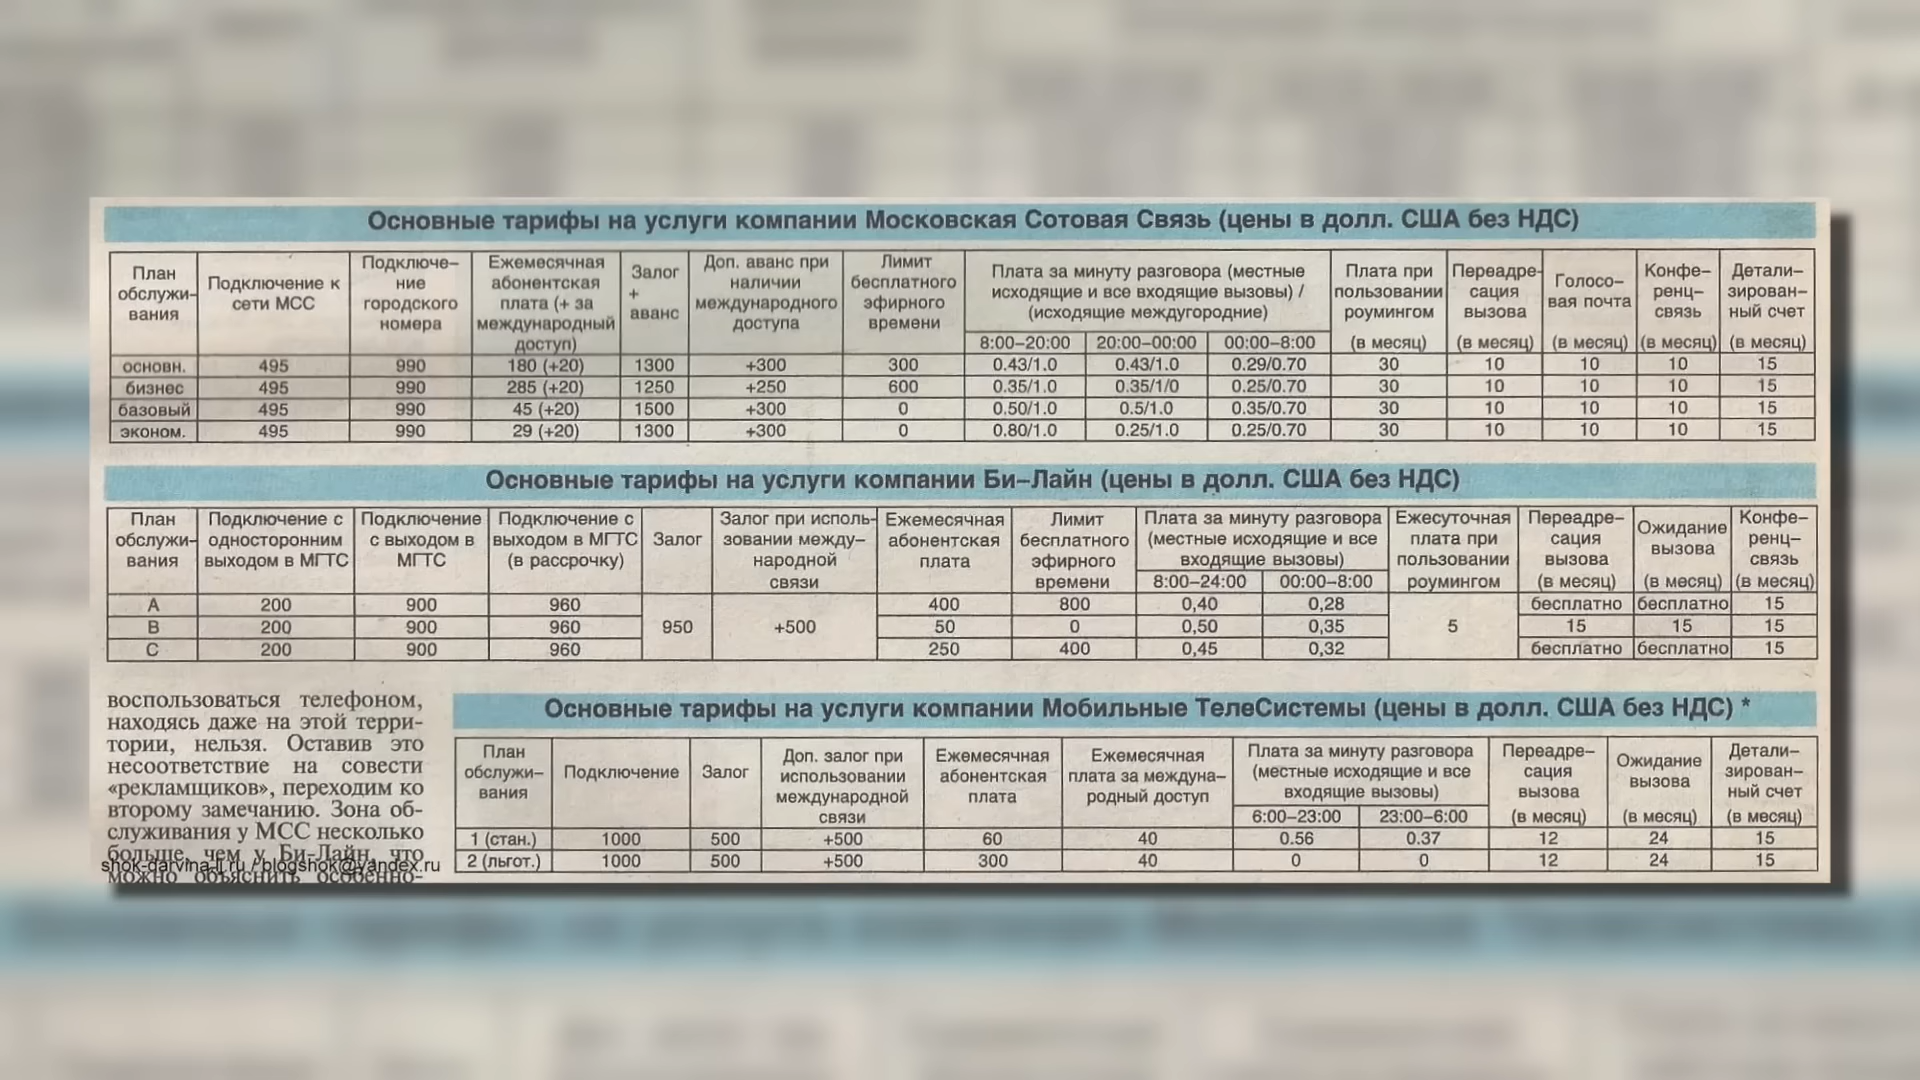 Основные тарифы на услуги компании Московская Сотовая Связь (цены в долл. США без НДС)
План обслужи- вания | Подключение к сети МСС | Подключе- ние городского номера | Ежемесячная абонентская плата (+ за международный доступ) | Залог + аванс | Доп. аванс при наличии международного доступа | Лимит бесплатного эфирного времени | Плата за минуту разговора (местные исходящие и все входящие вызовы) / (исходящие междугородние) | Плата при пользовании роумингом (в месяц) | Переадре- сация вызова (в месяц) | Голосо- вая почта (в месяц) | Конфе- ренц- связь (в месяц) | Детали- зирован- ный счет (в месяц)
8:00–20:00 | 20:00–00:00 | 00:00–8:00
основн. | 495 | 990 | 180 (+20) | 1300 | +300 | 300 | 0.43/1.0 | 0.43/1.0 | 0.29/0.70 | 30 | 10 | 10 | 10 | 15
бизнес | 495 | 990 | 285 (+20) | 1250 | +250 | 600 | 0.35/1.0 | 0.35/1/0 | 0.25/0.70 | 30 | 10 | 10 | 10 | 15
базовый | 495 | 990 | 45 (+20) | 1500 | +300 | 0 | 0.50/1.0 | 0.5/1.0 | 0.35/0.70 | 30 | 10 | 10 | 10 | 15
эконом. | 495 | 990 | 29 (+20) | 1300 | +300 | 0 | 0.80/1.0 | 0.25/1.0 | 0.25/0.70 | 30 | 10 | 10 | 10 | 15
Основные тарифы на услуги компании Би–Лайн (цены в долл. США без НДС)
План обслужи- вания | Подключение с односторонним выходом в МГТС | Подключение с выходом в МГТС | Подключение с выходом в МГТС (в рассрочку) | Залог | Залог при исполь- зовании между- народной связи | Ежемесячная абонентская плата | Лимит бесплатного эфирного времени | Плата за минуту разговора (местные исходящие и все входящие вызовы) | Ежесуточная плата при пользовании роумингом | Переадре- сация вызова (в месяц) | Ожидание вызова (в месяц) | Конфе- ренц- связь (в месяц)
8:00–24:00 | 00:00–8:00
A | 200 | 900 | 960 | 400 | 800 | 0,40 | 0,28 | бесплатно | бесплатно | 15
B | 200 | 900 | 960 | 950 | +500 | 50 | 0 | 0,50 | 0,35 | 5 | 15 | 15 | 15
C | 200 | 900 | 960 | 250 | 400 | 0,45 | 0,32 | бесплатно | бесплатно | 15
воспользоваться телефоном,
находясь даже на этой терри-
тории, нельзя. Оставив это
несоответствие на совести
«рекламщиков», переходим ко
второму замечанию. Зона об-
служивания у МСС несколько
больше, чем у Би-Лайн, что
можно объяснить особенно-
shok-darvina-lj.ru / blogshok@yandex.ru
Основные тарифы на услуги компании Мобильные ТелеСистемы (цены в долл. США без НДС) *
План обслужи- вания | Подключение | Залог | Доп. залог при использовании международной связи | Ежемесячная абонентская плата | Ежемесячная плата за междуна- родный доступ | Плата за минуту разговора (местные исходящие и все входящие вызовы) | Переадре- сация вызова (в месяц) | Ожидание вызова (в месяц) | Детали- зирован- ный счет (в месяц)
6:00–23:00 | 23:00–6:00
1 (стан.) | 1000 | 500 | +500 | 60 | 40 | 0.56 | 0.37 | 12 | 24 | 15
2 (льгот.) | 1000 | 500 | +500 | 300 | 40 | 0 | 0 | 12 | 24 | 15